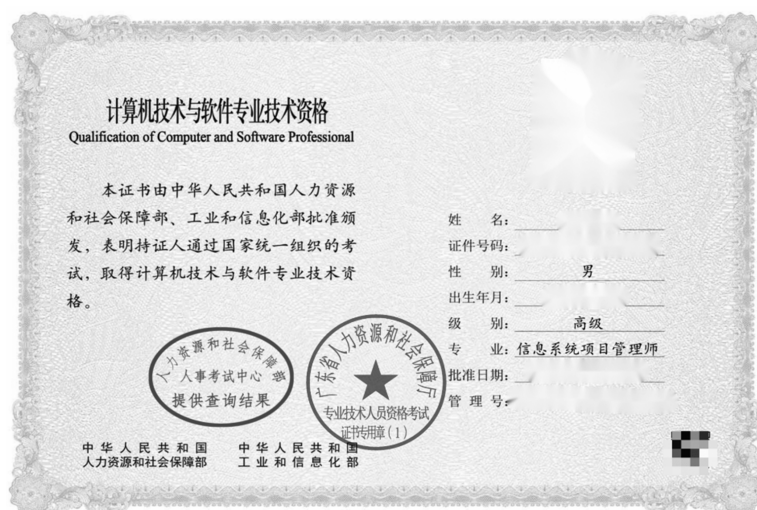 计算机技术与软件专业技术资格
Qualification of Computer and Software Professional
本证书由中华人民共和国人力资源
和社会保障部、工业和信息化部批准颁
发，表明持证人通过国家统一组织的考
试，取得计算机技术与软件专业技术资
格。
姓 名：
证件号码：
性 别： 男
出生年月：
级 别： 高级
专 业： 信息系统项目管理师
批准日期：
管 理 号：
人力资源和社会保障部
人事考试中心
提供查询结果
广东省人力资源和社会保障厅
专业技术人员资格考试
证书专用章（1）
中华人民共和国
人力资源和社会保障部
中华人民共和国
工业和信息化部